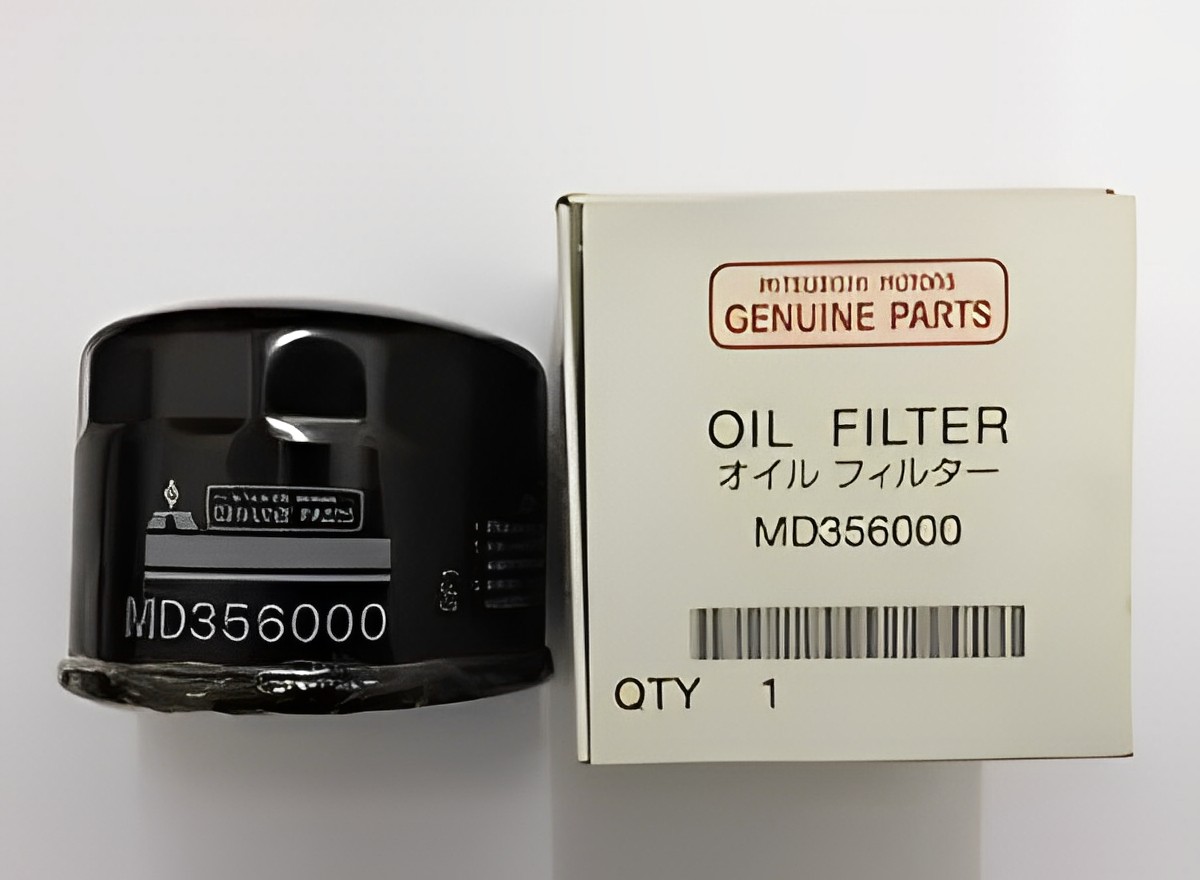 MD356000
GENUINE PARTS
OIL FILTER
オイル フィルター
MD356000
QTY 1